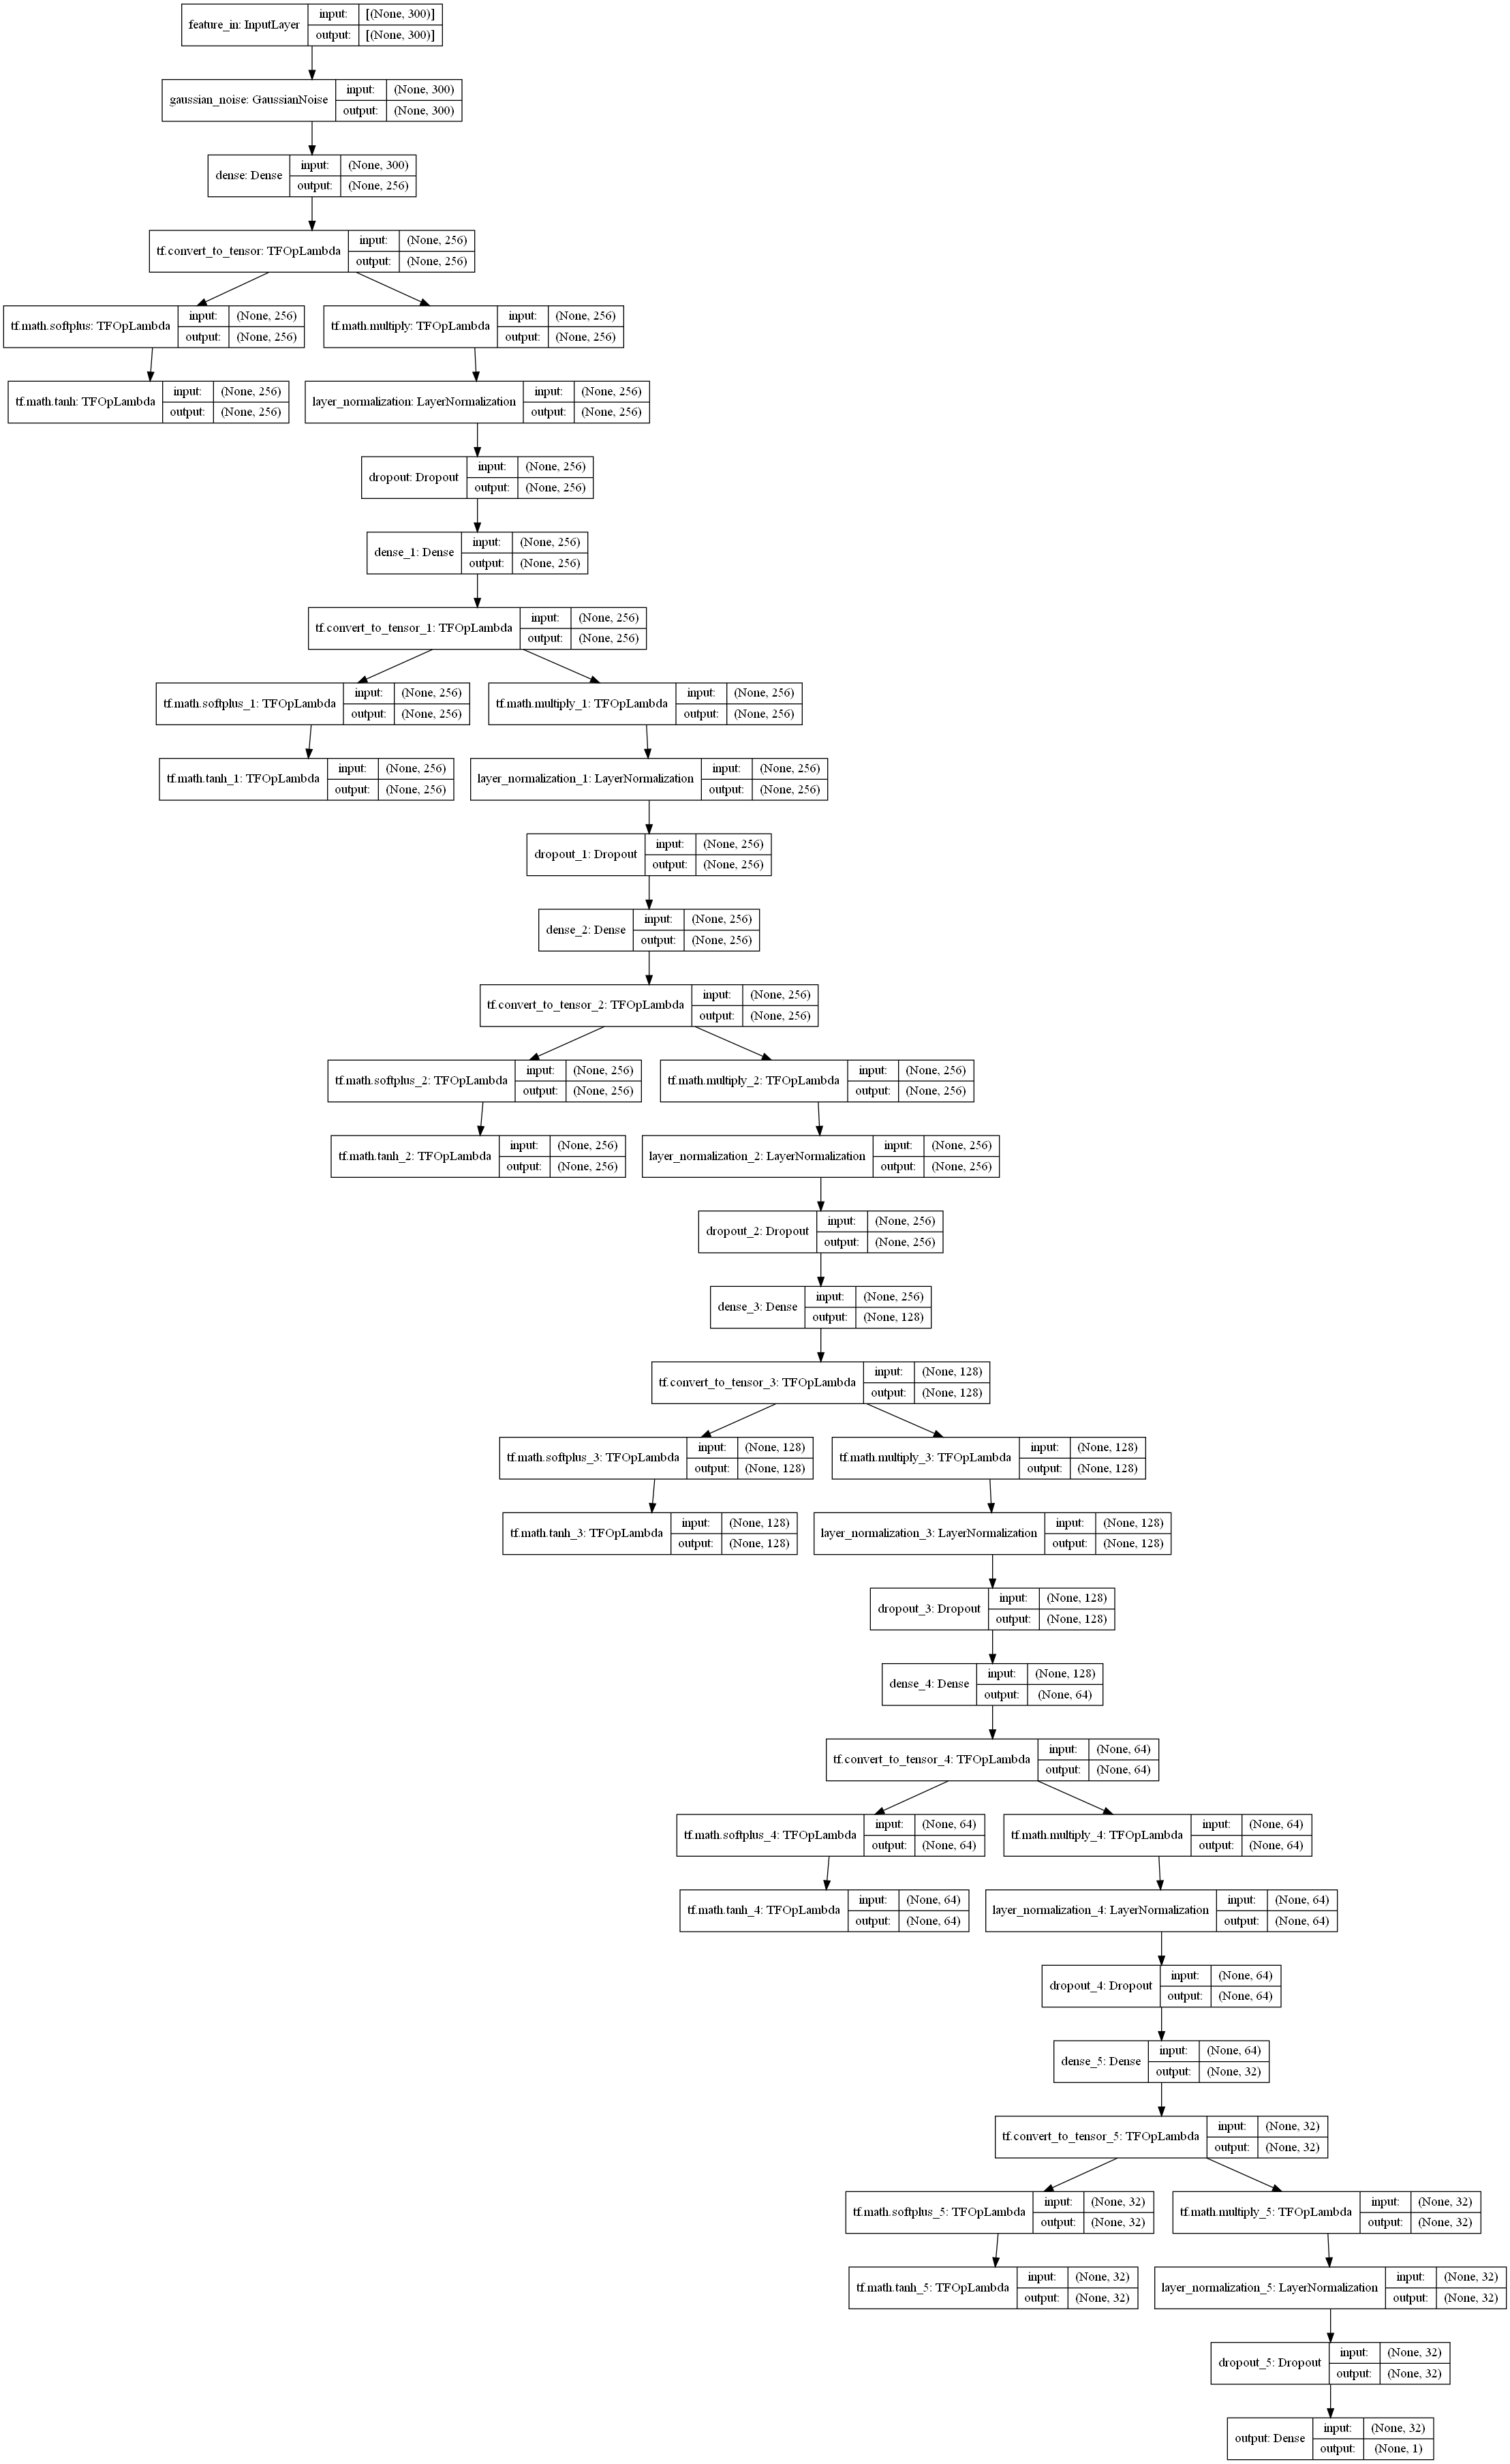 feature_in: InputLayer
input: [(None, 300)]
output: [(None, 300)]
gaussian_noise: GaussianNoise
input: (None, 300)
output: (None, 300)
dense: Dense
input: (None, 300)
output: (None, 256)
tf.convert_to_tensor: TFOpLambda
input: (None, 256)
output: (None, 256)
tf.math.softplus: TFOpLambda
input: (None, 256)
output: (None, 256)
tf.math.multiply: TFOpLambda
input: (None, 256)
output: (None, 256)
tf.math.tanh: TFOpLambda
input: (None, 256)
output: (None, 256)
layer_normalization: LayerNormalization
input: (None, 256)
output: (None, 256)
dropout: Dropout
input: (None, 256)
output: (None, 256)
dense_1: Dense
input: (None, 256)
output: (None, 256)
tf.convert_to_tensor_1: TFOpLambda
input: (None, 256)
output: (None, 256)
tf.math.softplus_1: TFOpLambda
input: (None, 256)
output: (None, 256)
tf.math.multiply_1: TFOpLambda
input: (None, 256)
output: (None, 256)
tf.math.tanh_1: TFOpLambda
input: (None, 256)
output: (None, 256)
layer_normalization_1: LayerNormalization
input: (None, 256)
output: (None, 256)
dropout_1: Dropout
input: (None, 256)
output: (None, 256)
dense_2: Dense
input: (None, 256)
output: (None, 256)
tf.convert_to_tensor_2: TFOpLambda
input: (None, 256)
output: (None, 256)
tf.math.softplus_2: TFOpLambda
input: (None, 256)
output: (None, 256)
tf.math.multiply_2: TFOpLambda
input: (None, 256)
output: (None, 256)
tf.math.tanh_2: TFOpLambda
input: (None, 256)
output: (None, 256)
layer_normalization_2: LayerNormalization
input: (None, 256)
output: (None, 256)
dropout_2: Dropout
input: (None, 256)
output: (None, 256)
dense_3: Dense
input: (None, 256)
output: (None, 128)
tf.convert_to_tensor_3: TFOpLambda
input: (None, 128)
output: (None, 128)
tf.math.softplus_3: TFOpLambda
input: (None, 128)
output: (None, 128)
tf.math.multiply_3: TFOpLambda
input: (None, 128)
output: (None, 128)
tf.math.tanh_3: TFOpLambda
input: (None, 128)
output: (None, 128)
layer_normalization_3: LayerNormalization
input: (None, 128)
output: (None, 128)
dropout_3: Dropout
input: (None, 128)
output: (None, 128)
dense_4: Dense
input: (None, 128)
output: (None, 64)
tf.convert_to_tensor_4: TFOpLambda
input: (None, 64)
output: (None, 64)
tf.math.softplus_4: TFOpLambda
input: (None, 64)
output: (None, 64)
tf.math.multiply_4: TFOpLambda
input: (None, 64)
output: (None, 64)
tf.math.tanh_4: TFOpLambda
input: (None, 64)
output: (None, 64)
layer_normalization_4: LayerNormalization
input: (None, 64)
output: (None, 64)
dropout_4: Dropout
input: (None, 64)
output: (None, 64)
dense_5: Dense
input: (None, 64)
output: (None, 32)
tf.convert_to_tensor_5: TFOpLambda
input: (None, 32)
output: (None, 32)
tf.math.softplus_5: TFOpLambda
input: (None, 32)
output: (None, 32)
tf.math.multiply_5: TFOpLambda
input: (None, 32)
output: (None, 32)
tf.math.tanh_5: TFOpLambda
input: (None, 32)
output: (None, 32)
layer_normalization_5: LayerNormalization
input: (None, 32)
output: (None, 32)
dropout_5: Dropout
input: (None, 32)
output: (None, 32)
output: Dense
input: (None, 32)
output: (None, 1)